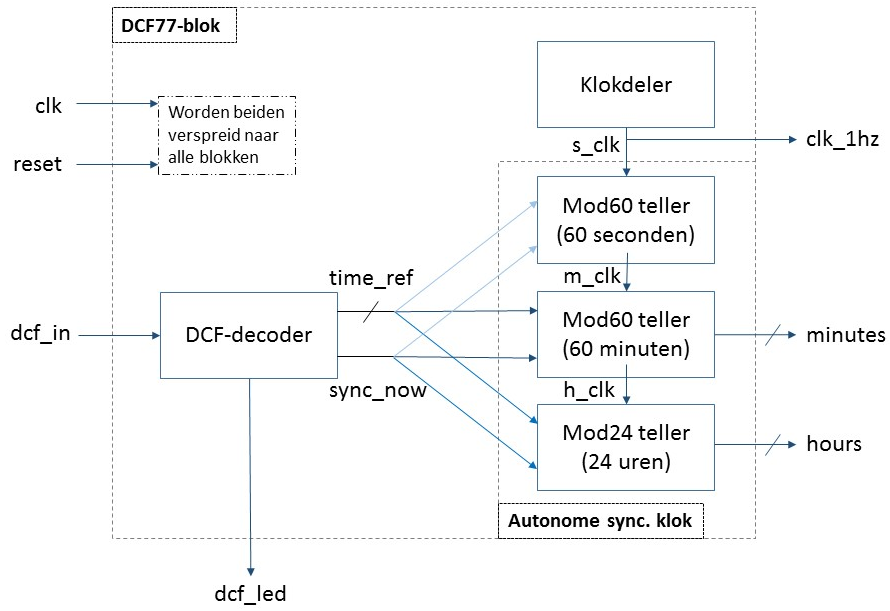 DCF77-blok
Klokdeler
clk
Worden beiden
verspreid naar
alle blokken
reset
s_clk
clk_1hz
Mod60 teller
(60 seconden)
m_clk
time_ref
dcf_in
DCF-decoder
Mod60 teller
(60 minuten)
minutes
sync_now
h_clk
Mod24 teller
(24 uren)
hours
Autonome sync. klok
dcf_led